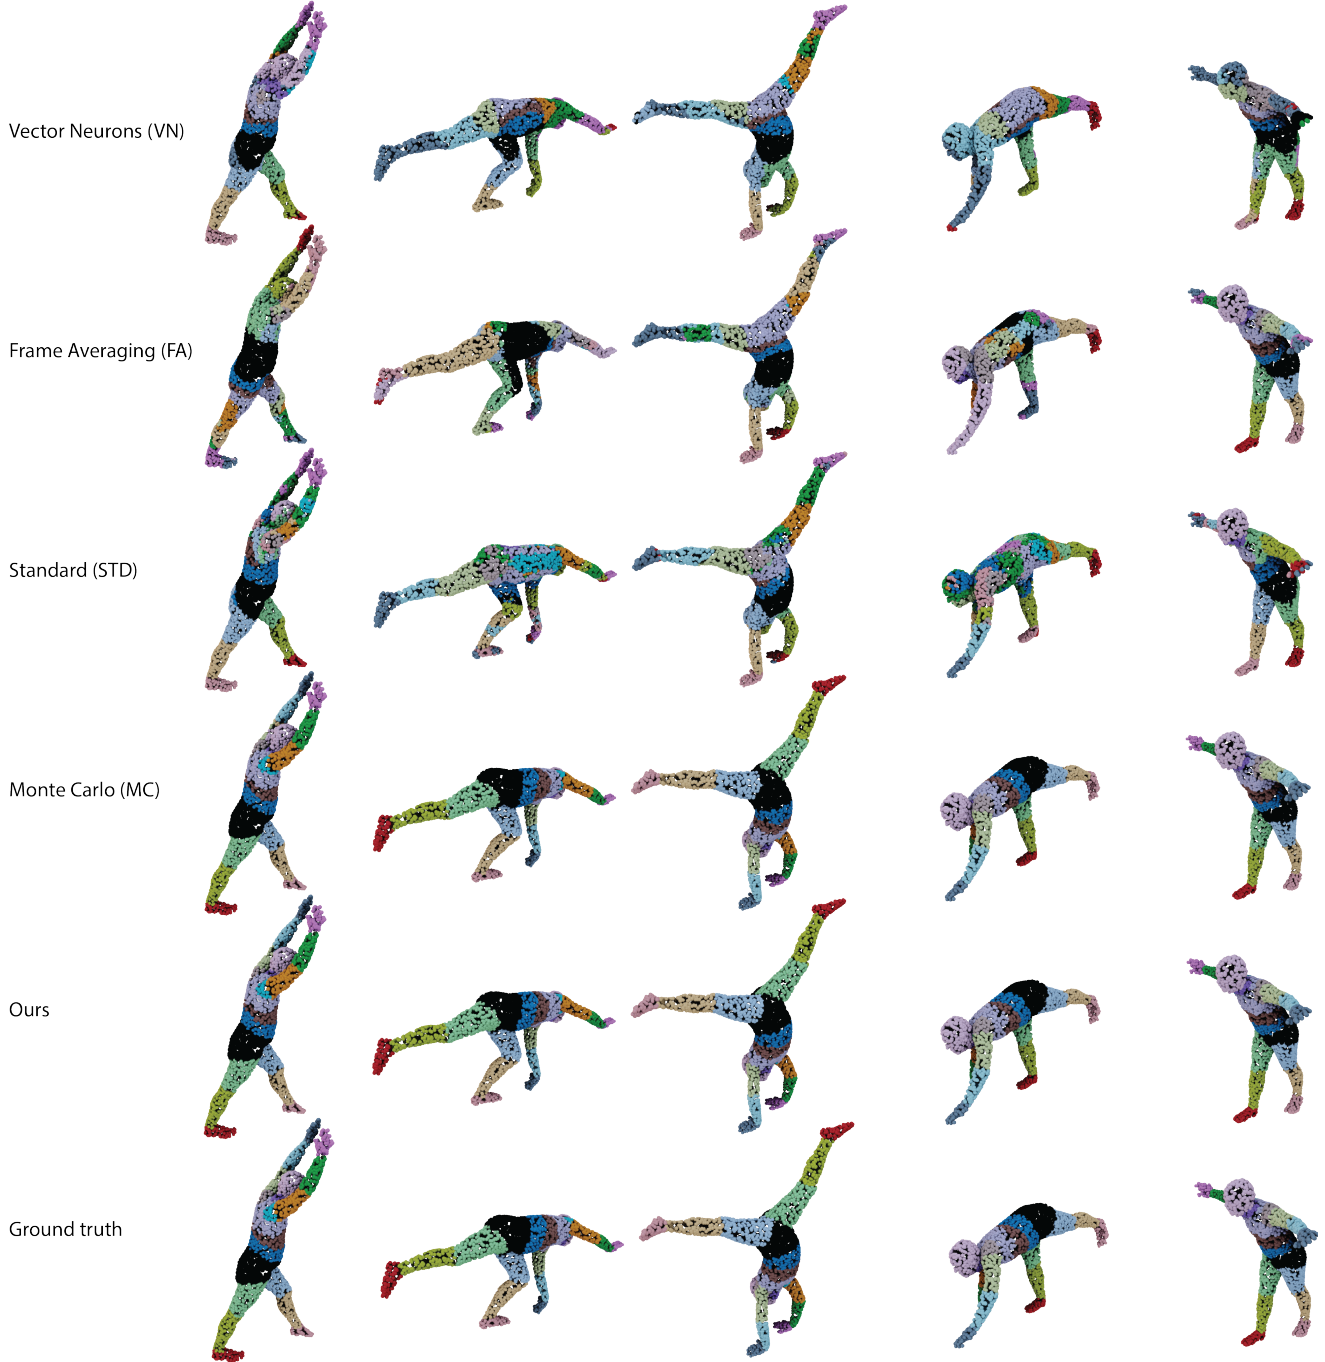 Vector Neurons (VN)
Frame Averaging (FA)
Standard (STD)
Monte Carlo (MC)
Ours
Ground truth